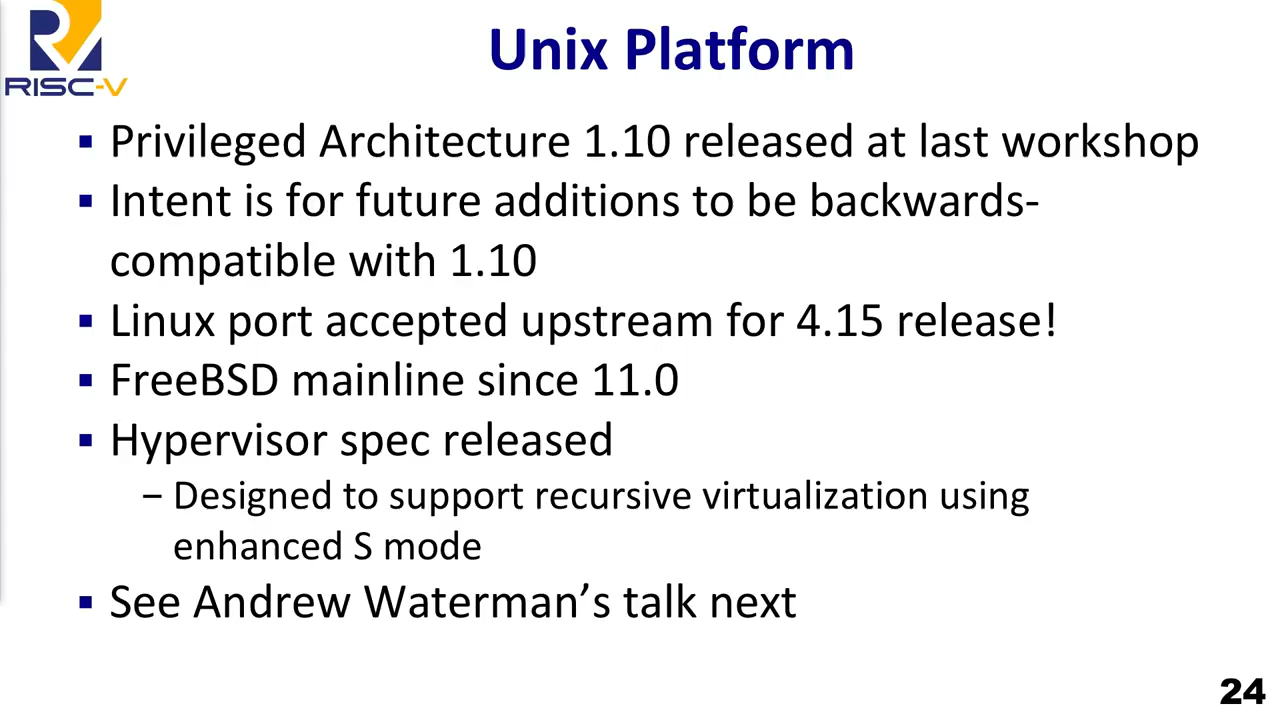 RISC-V
Unix Platform
▪ Privileged Architecture 1.10 released at last workshop
▪ Intent is for future additions to be backwards-
compatible with 1.10
▪ Linux port accepted upstream for 4.15 release!
▪ FreeBSD mainline since 11.0
▪ Hypervisor spec released
– Designed to support recursive virtualization using
enhanced S mode
▪ See Andrew Waterman’s talk next
24